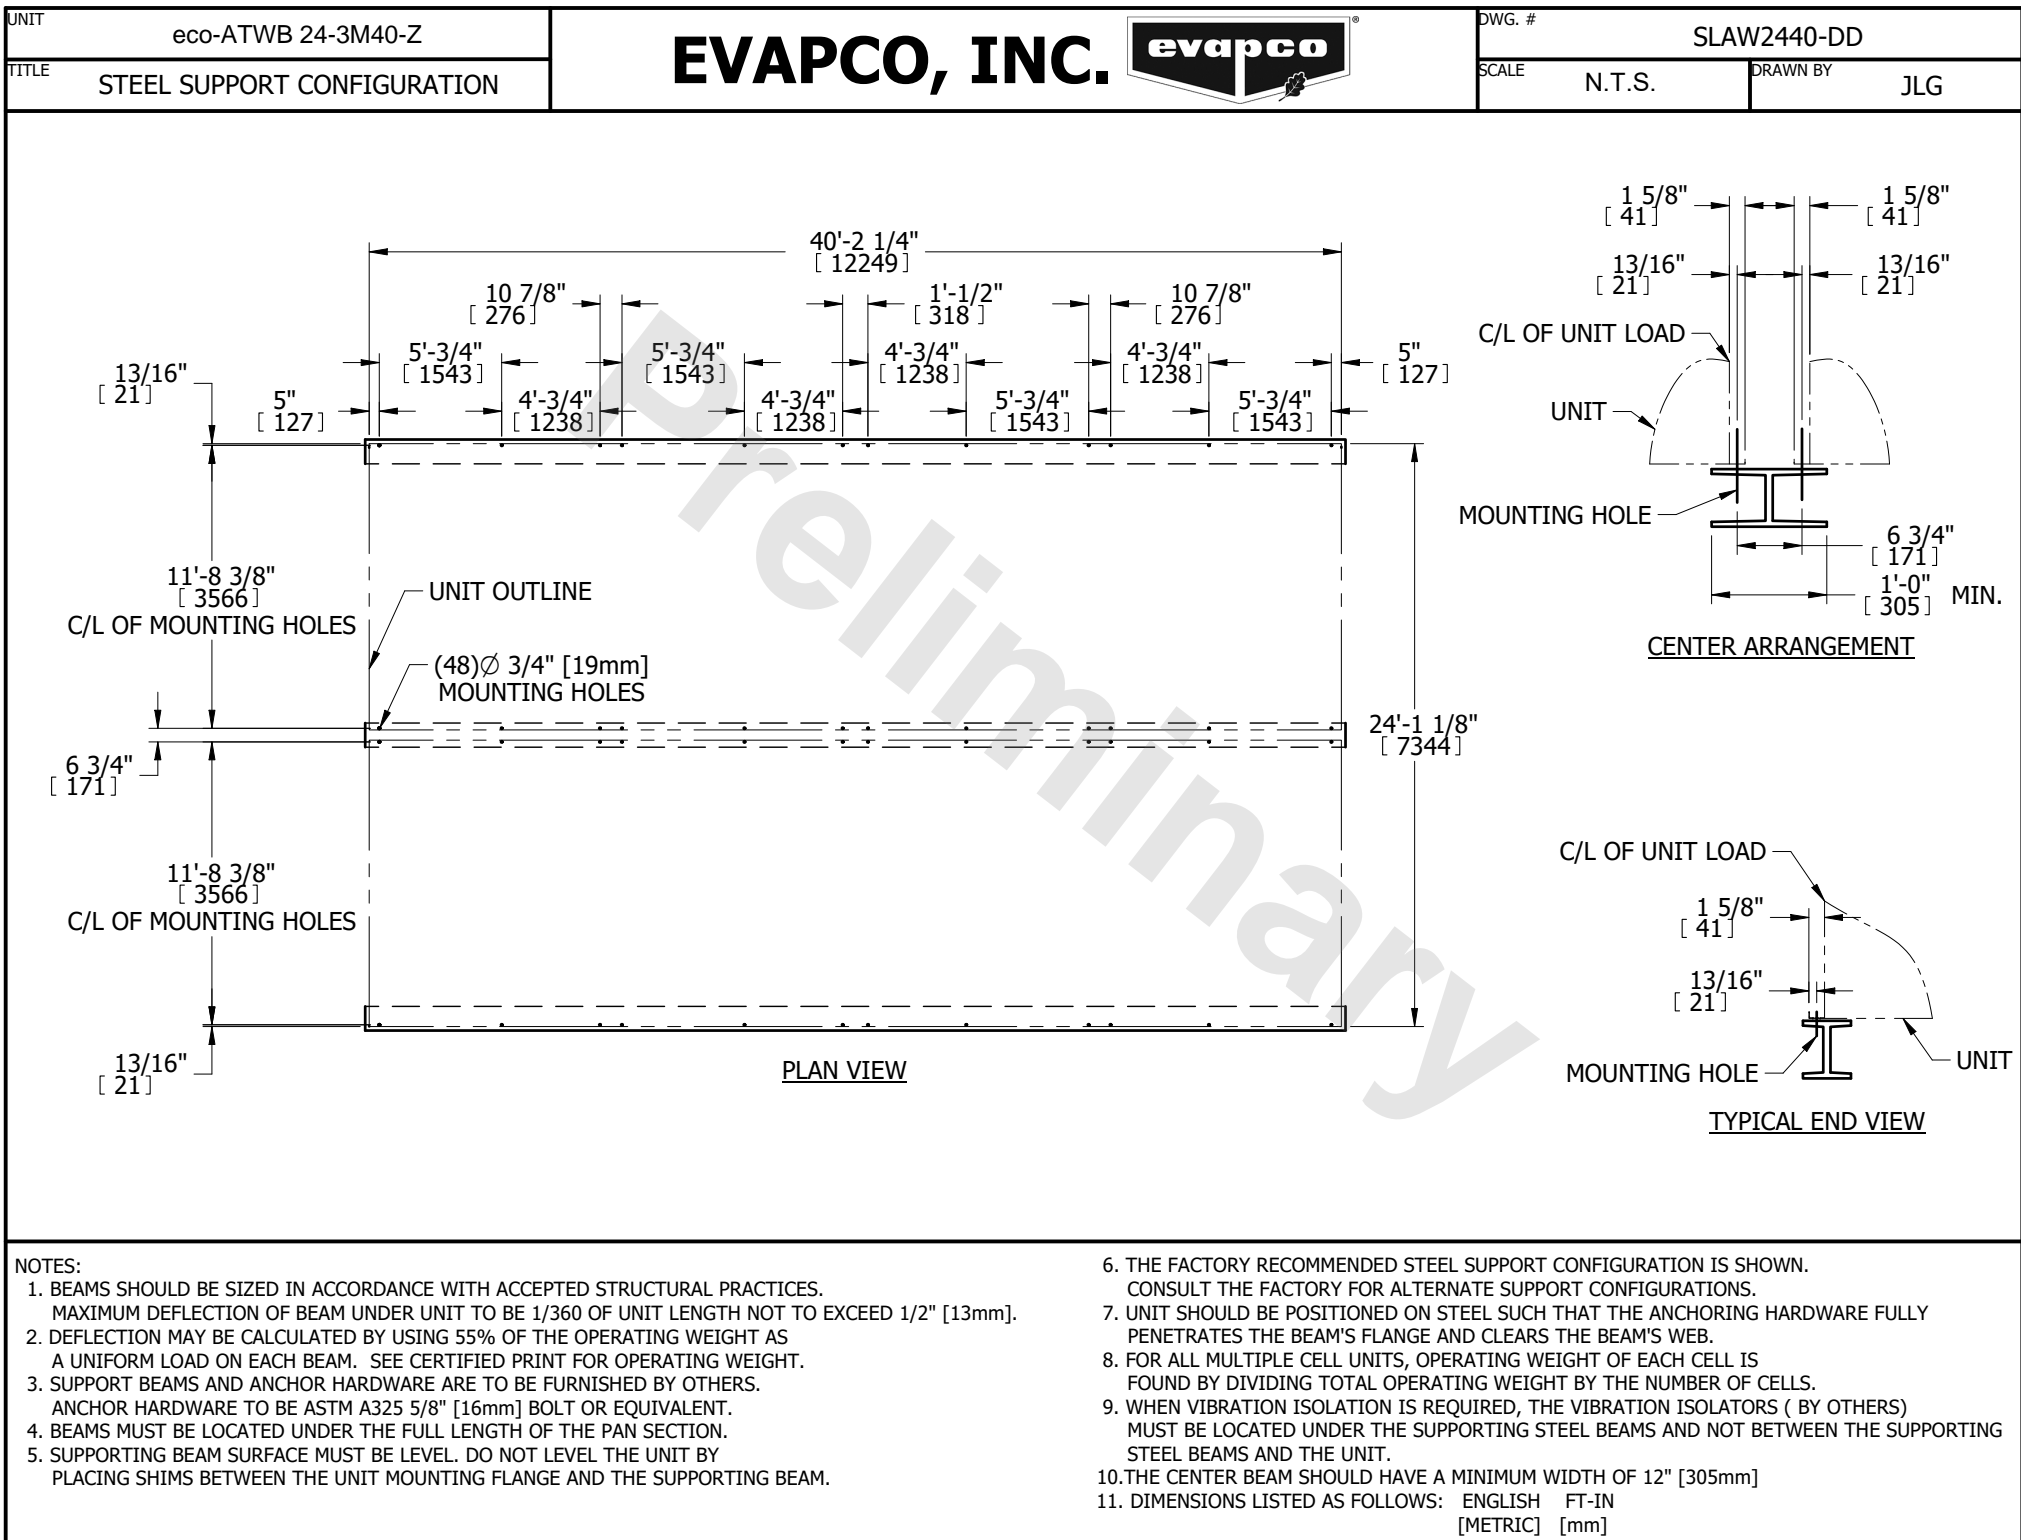 UNIT
eco-ATWB 24-3M40-Z
TITLE
STEEL SUPPORT CONFIGURATION
EVAPCO, INC.
evapco
®
DWG. #
SLAW2440-DD
SCALE
N.T.S.
DRAWN BY
JLG
40'-2 1/4"
[ 12249]
10 7/8"
[ 276]
1'-1/2"
[ 318 ]
10 7/8"
[ 276]
5'-3/4"
[ 1543]
5'-3/4"
[ 1543]
4'-3/4"
[ 1238]
4'-3/4"
[ 1238]
5"
[ 127]
13/16"
[ 21]
5"
[ 127]
4'-3/4"
[ 1238]
4'-3/4"
[ 1238]
5'-3/4"
[ 1543]
5'-3/4"
[ 1543]
11'-8 3/8"
[ 3566]
C/L OF MOUNTING HOLES
UNIT OUTLINE
(48)∅ 3/4" [19mm]
MOUNTING HOLES
6 3/4"
[ 171]
24'-1 1/8"
[ 7344]
11'-8 3/8"
[ 3566]
C/L OF MOUNTING HOLES
13/16"
[ 21]
PLAN VIEW
Preliminary
1 5/8"
[ 41]
1 5/8"
[ 41]
13/16"
[ 21]
13/16"
[ 21]
C/L OF UNIT LOAD
UNIT
MOUNTING HOLE
6 3/4"
[ 171]
1'-0"
[ 305] MIN.
CENTER ARRANGEMENT
C/L OF UNIT LOAD
1 5/8"
[ 41]
13/16"
[ 21]
MOUNTING HOLE
UNIT
TYPICAL END VIEW
NOTES:
1. BEAMS SHOULD BE SIZED IN ACCORDANCE WITH ACCEPTED STRUCTURAL PRACTICES.
MAXIMUM DEFLECTION OF BEAM UNDER UNIT TO BE 1/360 OF UNIT LENGTH NOT TO EXCEED 1/2" [13mm].
2. DEFLECTION MAY BE CALCULATED BY USING 55% OF THE OPERATING WEIGHT AS
A UNIFORM LOAD ON EACH BEAM. SEE CERTIFIED PRINT FOR OPERATING WEIGHT.
3. SUPPORT BEAMS AND ANCHOR HARDWARE ARE TO BE FURNISHED BY OTHERS.
ANCHOR HARDWARE TO BE ASTM A325 5/8" [16mm] BOLT OR EQUIVALENT.
4. BEAMS MUST BE LOCATED UNDER THE FULL LENGTH OF THE PAN SECTION.
5. SUPPORTING BEAM SURFACE MUST BE LEVEL. DO NOT LEVEL THE UNIT BY
PLACING SHIMS BETWEEN THE UNIT MOUNTING FLANGE AND THE SUPPORTING BEAM.
6. THE FACTORY RECOMMENDED STEEL SUPPORT CONFIGURATION IS SHOWN.
CONSULT THE FACTORY FOR ALTERNATE SUPPORT CONFIGURATIONS.
7. UNIT SHOULD BE POSITIONED ON STEEL SUCH THAT THE ANCHORING HARDWARE FULLY
PENETRATES THE BEAM'S FLANGE AND CLEARS THE BEAM'S WEB.
8. FOR ALL MULTIPLE CELL UNITS, OPERATING WEIGHT OF EACH CELL IS
FOUND BY DIVIDING TOTAL OPERATING WEIGHT BY THE NUMBER OF CELLS.
9. WHEN VIBRATION ISOLATION IS REQUIRED, THE VIBRATION ISOLATORS ( BY OTHERS)
MUST BE LOCATED UNDER THE SUPPORTING STEEL BEAMS AND NOT BETWEEN THE SUPPORTING
STEEL BEAMS AND THE UNIT.
10.THE CENTER BEAM SHOULD HAVE A MINIMUM WIDTH OF 12" [305mm]
11. DIMENSIONS LISTED AS FOLLOWS: ENGLISH FT-IN
[METRIC] [mm]